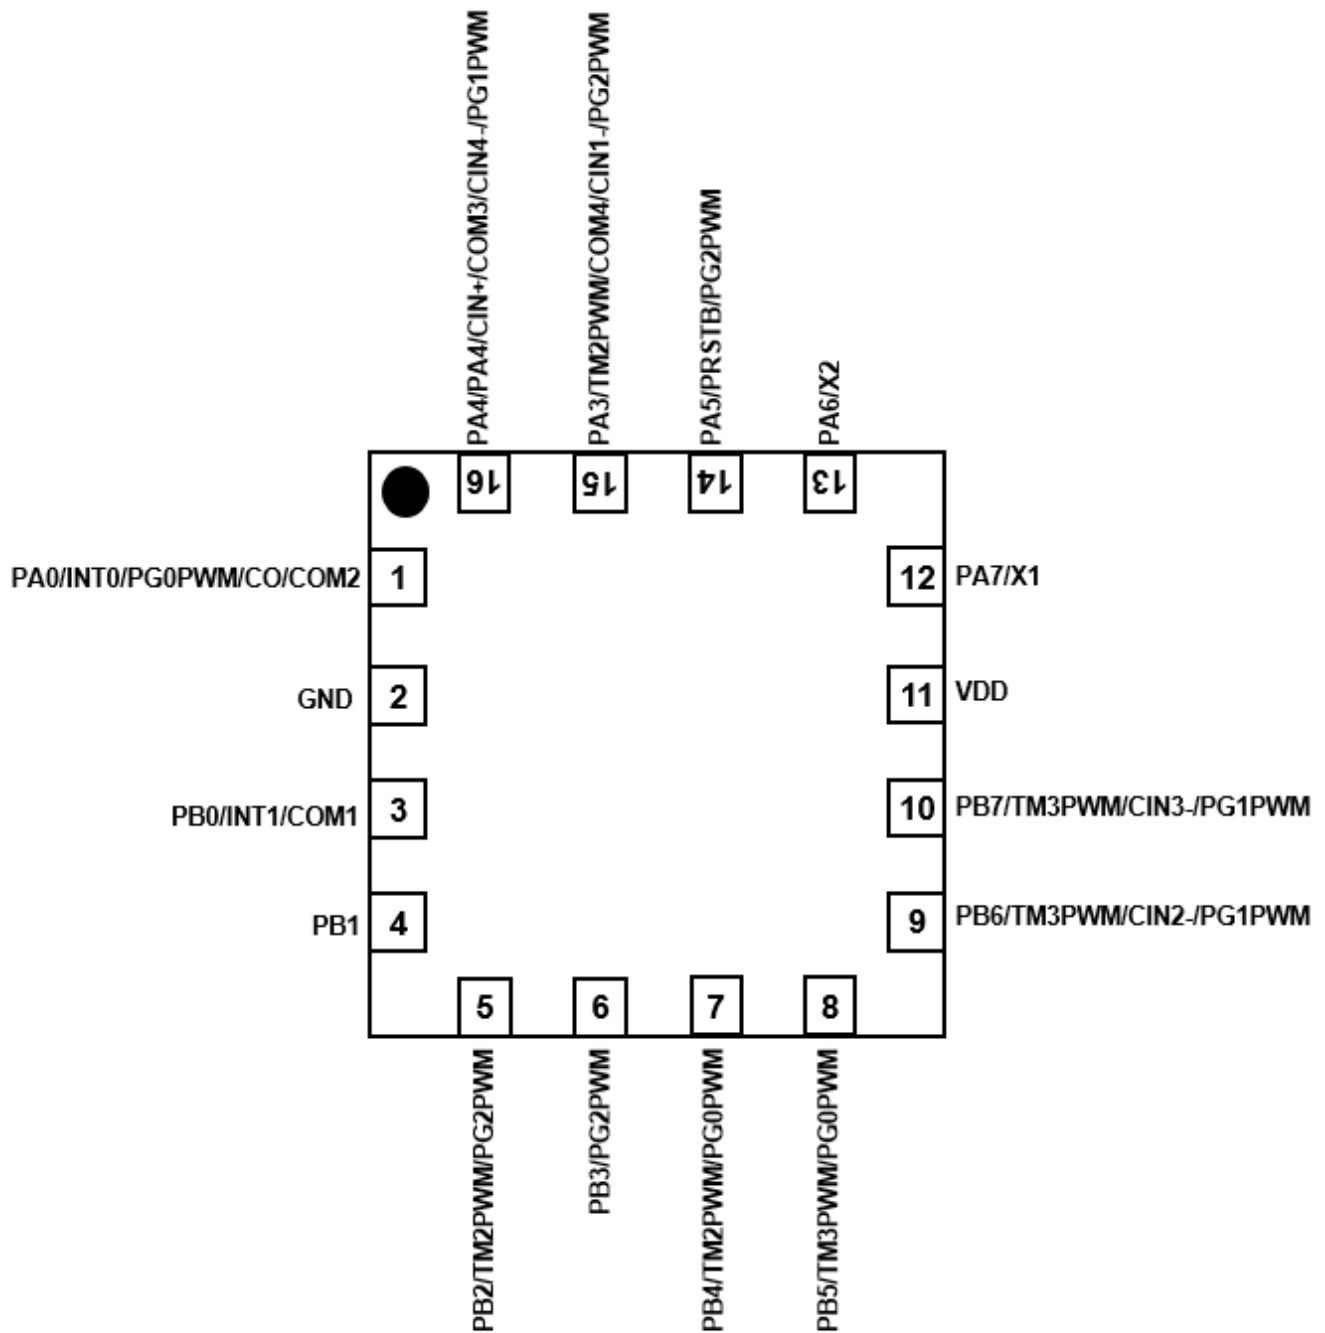 PA4/PA4/CIN+/COM3/CIN4-/PG1PWM
PA3/TM2PWM/COM4/CIN1-/PG2PWM
PA5/PRSTB/PG2PWM
PA6/X2
16
15
14
13
PA0/INT0/PG0PWM/CO/COM2
1
12
PA7/X1
GND
2
11
VDD
PB0/INT1/COM1
3
10
PB7/TM3PWM/CIN3-/PG1PWM
PB1
4
9
PB6/TM3PWM/CIN2-/PG1PWM
5
6
7
8
PB2/TM2PWM/PG2PWM
PB3/PG2PWM
PB4/TM2PWM/PG0PWM
PB5/TM3PWM/PG0PWM